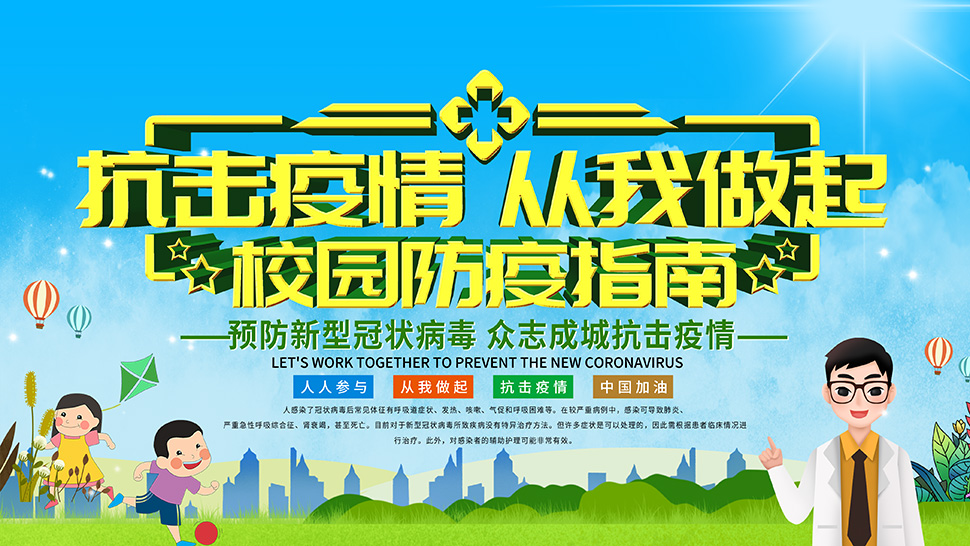 抗击疫情 从我做起
校园防疫指南
预防新型冠状病毒 众志成城抗击疫情
LET'S WORK TOGETHER TO PREVENT THE NEW CORONAVIRUS
人人参与 从我做起 抗击疫情 中国加油
人感染了冠状病毒后常见体征有呼吸道症状、发热、咳嗽、气促和呼吸困难等。在较严重病例中，感染可导致肺炎、
严重急性呼吸综合征、肾衰竭，甚至死亡。目前对于新型冠状病毒所致疾病没有特异治疗方法。但许多症状是可以处理的，因此需根据患者临床情况进
行治疗。此外，对感染者的辅助护理可能非常有效。